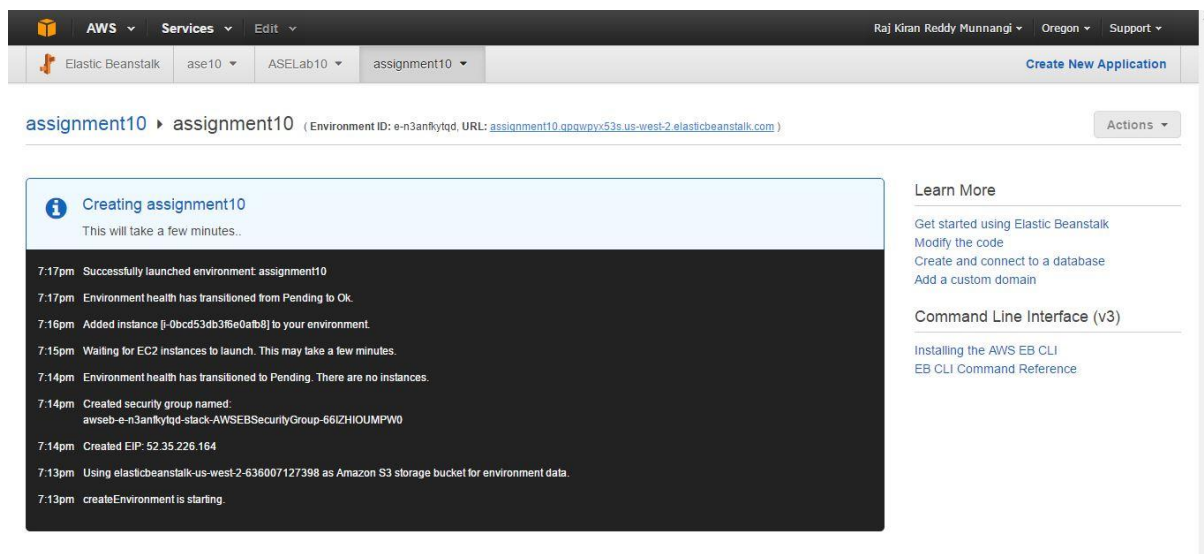 AWS Services Edit Raj Kiran Reddy Munnangi Oregon Support
Elastic Beanstalk ase10 ASELab10 assignment10 Create New Application
assignment10 assignment10 ( Environment ID: e-n3anfkytqd, URL: assignment10.qpqwpyx53s.us-west-2.elasticbeanstalk.com ) Actions
Creating assignment10
This will take a few minutes..
7:17pm Successfully launched environment: assignment10
7:17pm Environment health has transitioned from Pending to Ok.
7:16pm Added instance [i-0bcd53db3f6e0afb8] to your environment.
7:15pm Waiting for EC2 instances to launch. This may take a few minutes.
7:14pm Environment health has transitioned to Pending. There are no instances.
7:14pm Created security group named:
awseb-e-n3anfkytqd-stack-AWSEBSecurityGroup-66IZHIOUMPW0
7:14pm Created EIP: 52.35.226.164
7:13pm Using elasticbeanstalk-us-west-2-636007127398 as Amazon S3 storage bucket for environment data.
7:13pm createEnvironment is starting.
Learn More
Get started using Elastic Beanstalk
Modify the code
Create and connect to a database
Add a custom domain
Command Line Interface (v3)
Installing the AWS EB CLI
EB CLI Command Reference